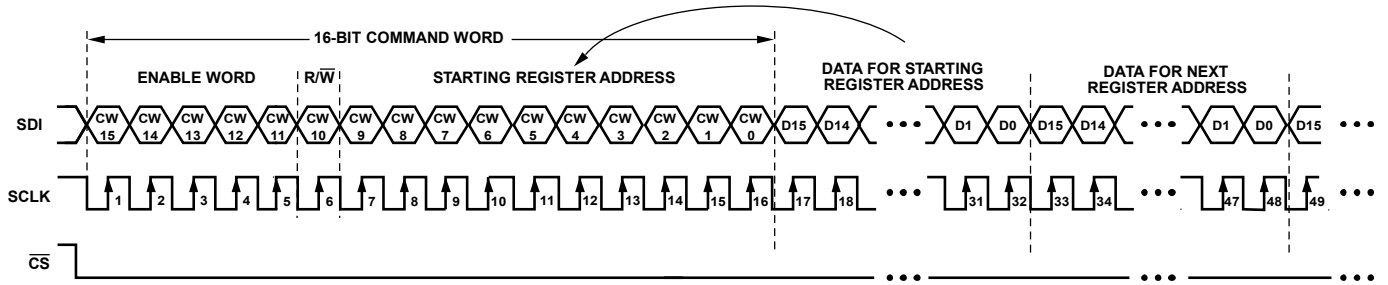 16-BIT COMMAND WORD
ENABLE WORD R/W̅ STARTING REGISTER ADDRESS DATA FOR STARTING REGISTER ADDRESS DATA FOR NEXT REGISTER ADDRESS
SDI CW 15 CW 14 CW 13 CW 12 CW 11 CW 10 CW 9 CW 8 CW 7 CW 6 CW 5 CW 4 CW 3 CW 2 CW 1 CW 0 D15 D14 ••• D1 D0 D15 D14 ••• D1 D0 D15 •••
SCLK 1 2 3 4 5 6 7 8 9 10 11 12 13 14 15 16 17 18 ••• 31 32 33 34 ••• 47 48 49 •••
C̅S̅ ••• ••• •••